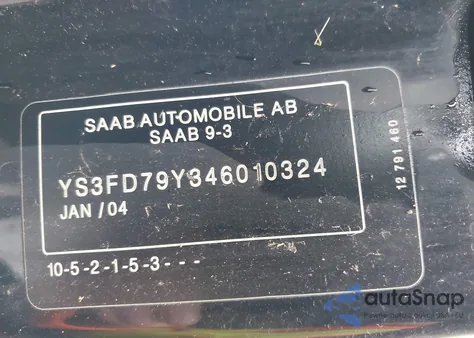 SAAB AUTOMOBILE AB
SAAB 9-3
YS3FD79Y346010324
JAN/04
10-5-2-1-5-3---
12 791 460
autoSnap